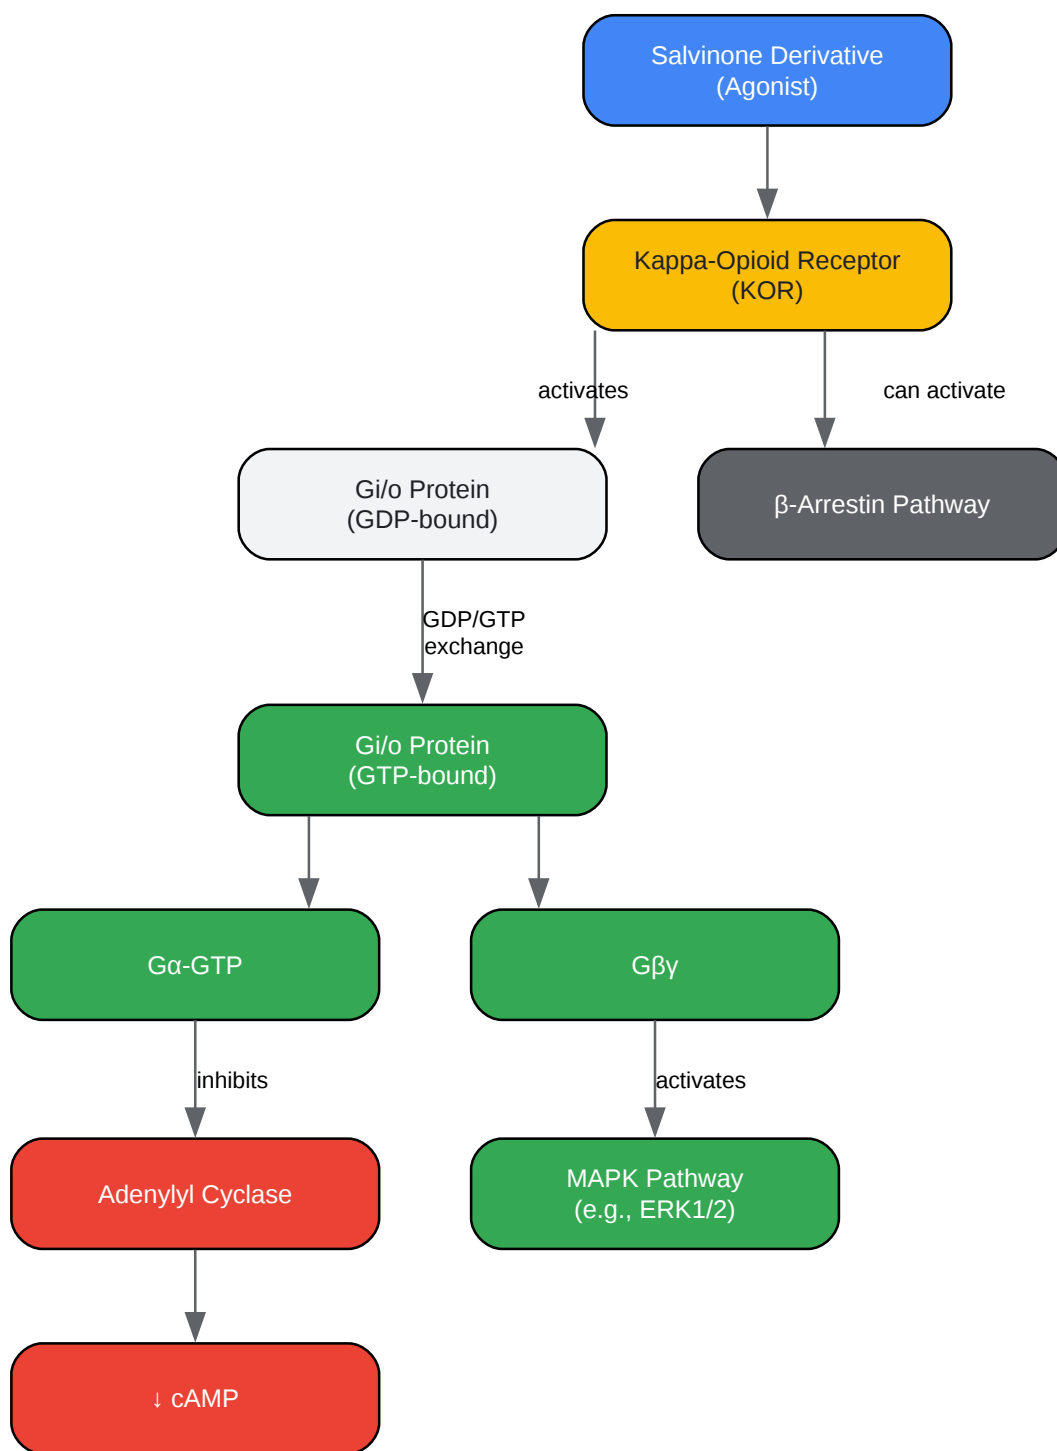 Salvinone Derivative
(Agonist)
Kappa-Opioid Receptor
(KOR)
activates
can activate
Gi/o Protein
(GDP-bound)
β-Arrestin Pathway
GDP/GTP
exchange
Gi/o Protein
(GTP-bound)
Gα-GTP
Gβγ
inhibits
activates
Adenylyl Cyclase
MAPK Pathway
(e.g., ERK1/2)
↓ cAMP